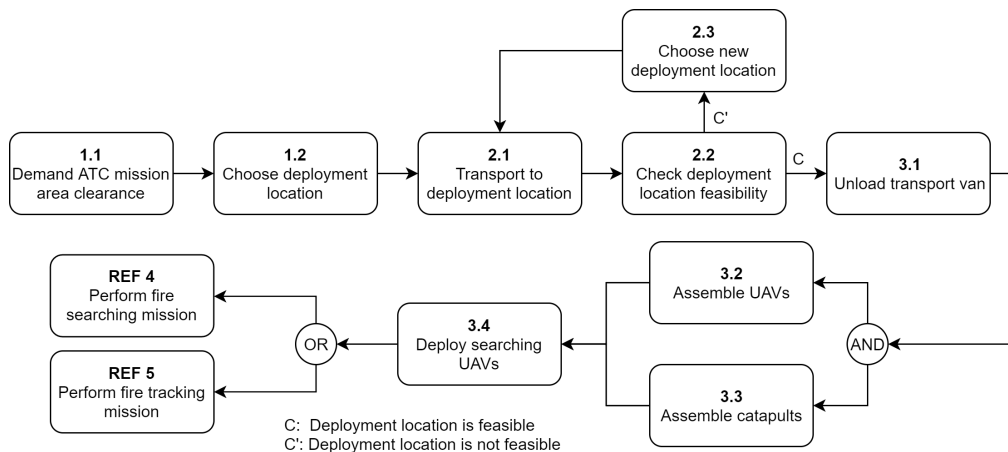 2.3
Choose new
deployment location
C'
1.1
Demand ATC mission
area clearance
1.2
Choose deployment
location
2.1
Transport to
deployment location
2.2
Check deployment
location feasibility
C
3.1
Unload transport van
REF 4
Perform fire
searching mission
REF 5
Perform fire tracking
mission
OR
3.4
Deploy searching
UAVs
3.2
Assemble UAVs
3.3
Assemble catapults
AND
C:  Deployment location is feasible
C': Deployment location is not feasible